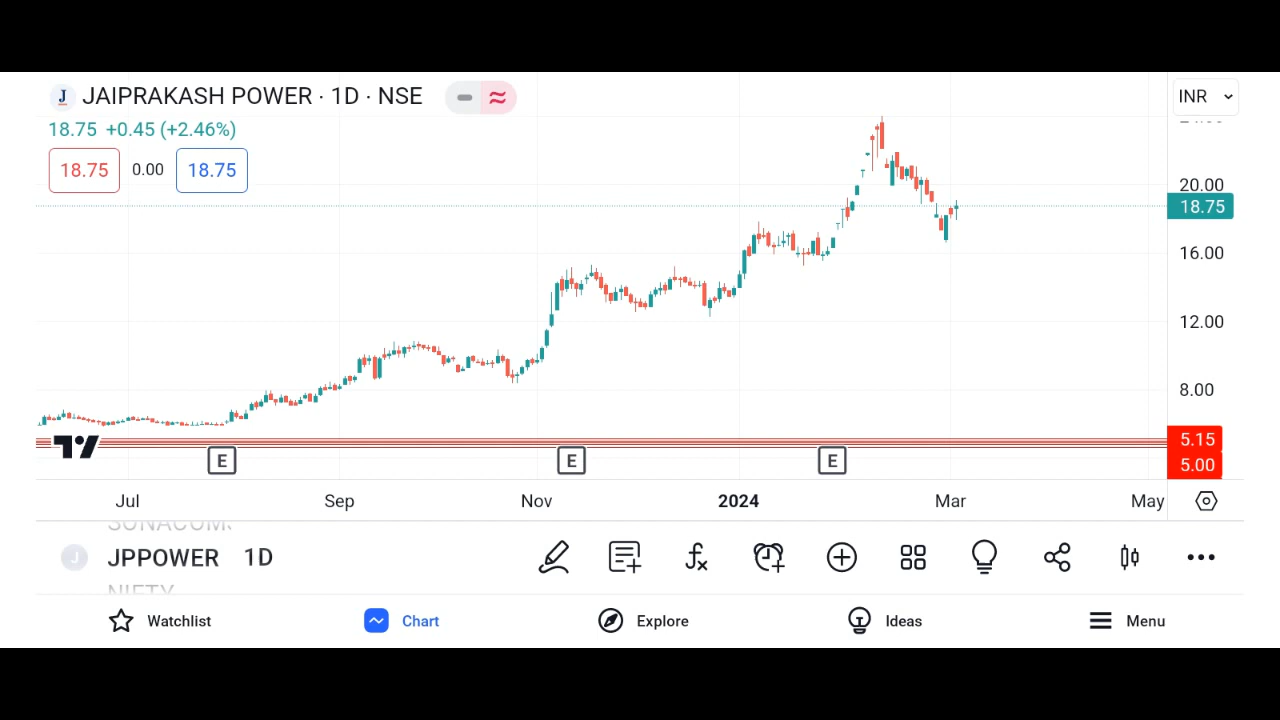 J JAIPRAKASH POWER · 1D · NSE
INR
18.75 +0.45 (+2.46%)
18.75 0.00 18.75
20.00
18.75
16.00
12.00
8.00
5.15
5.00
E E E
Jul Sep Nov 2024 Mar May
J JPPOWER 1D
NIFTY
Watchlist Chart Explore Ideas Menu